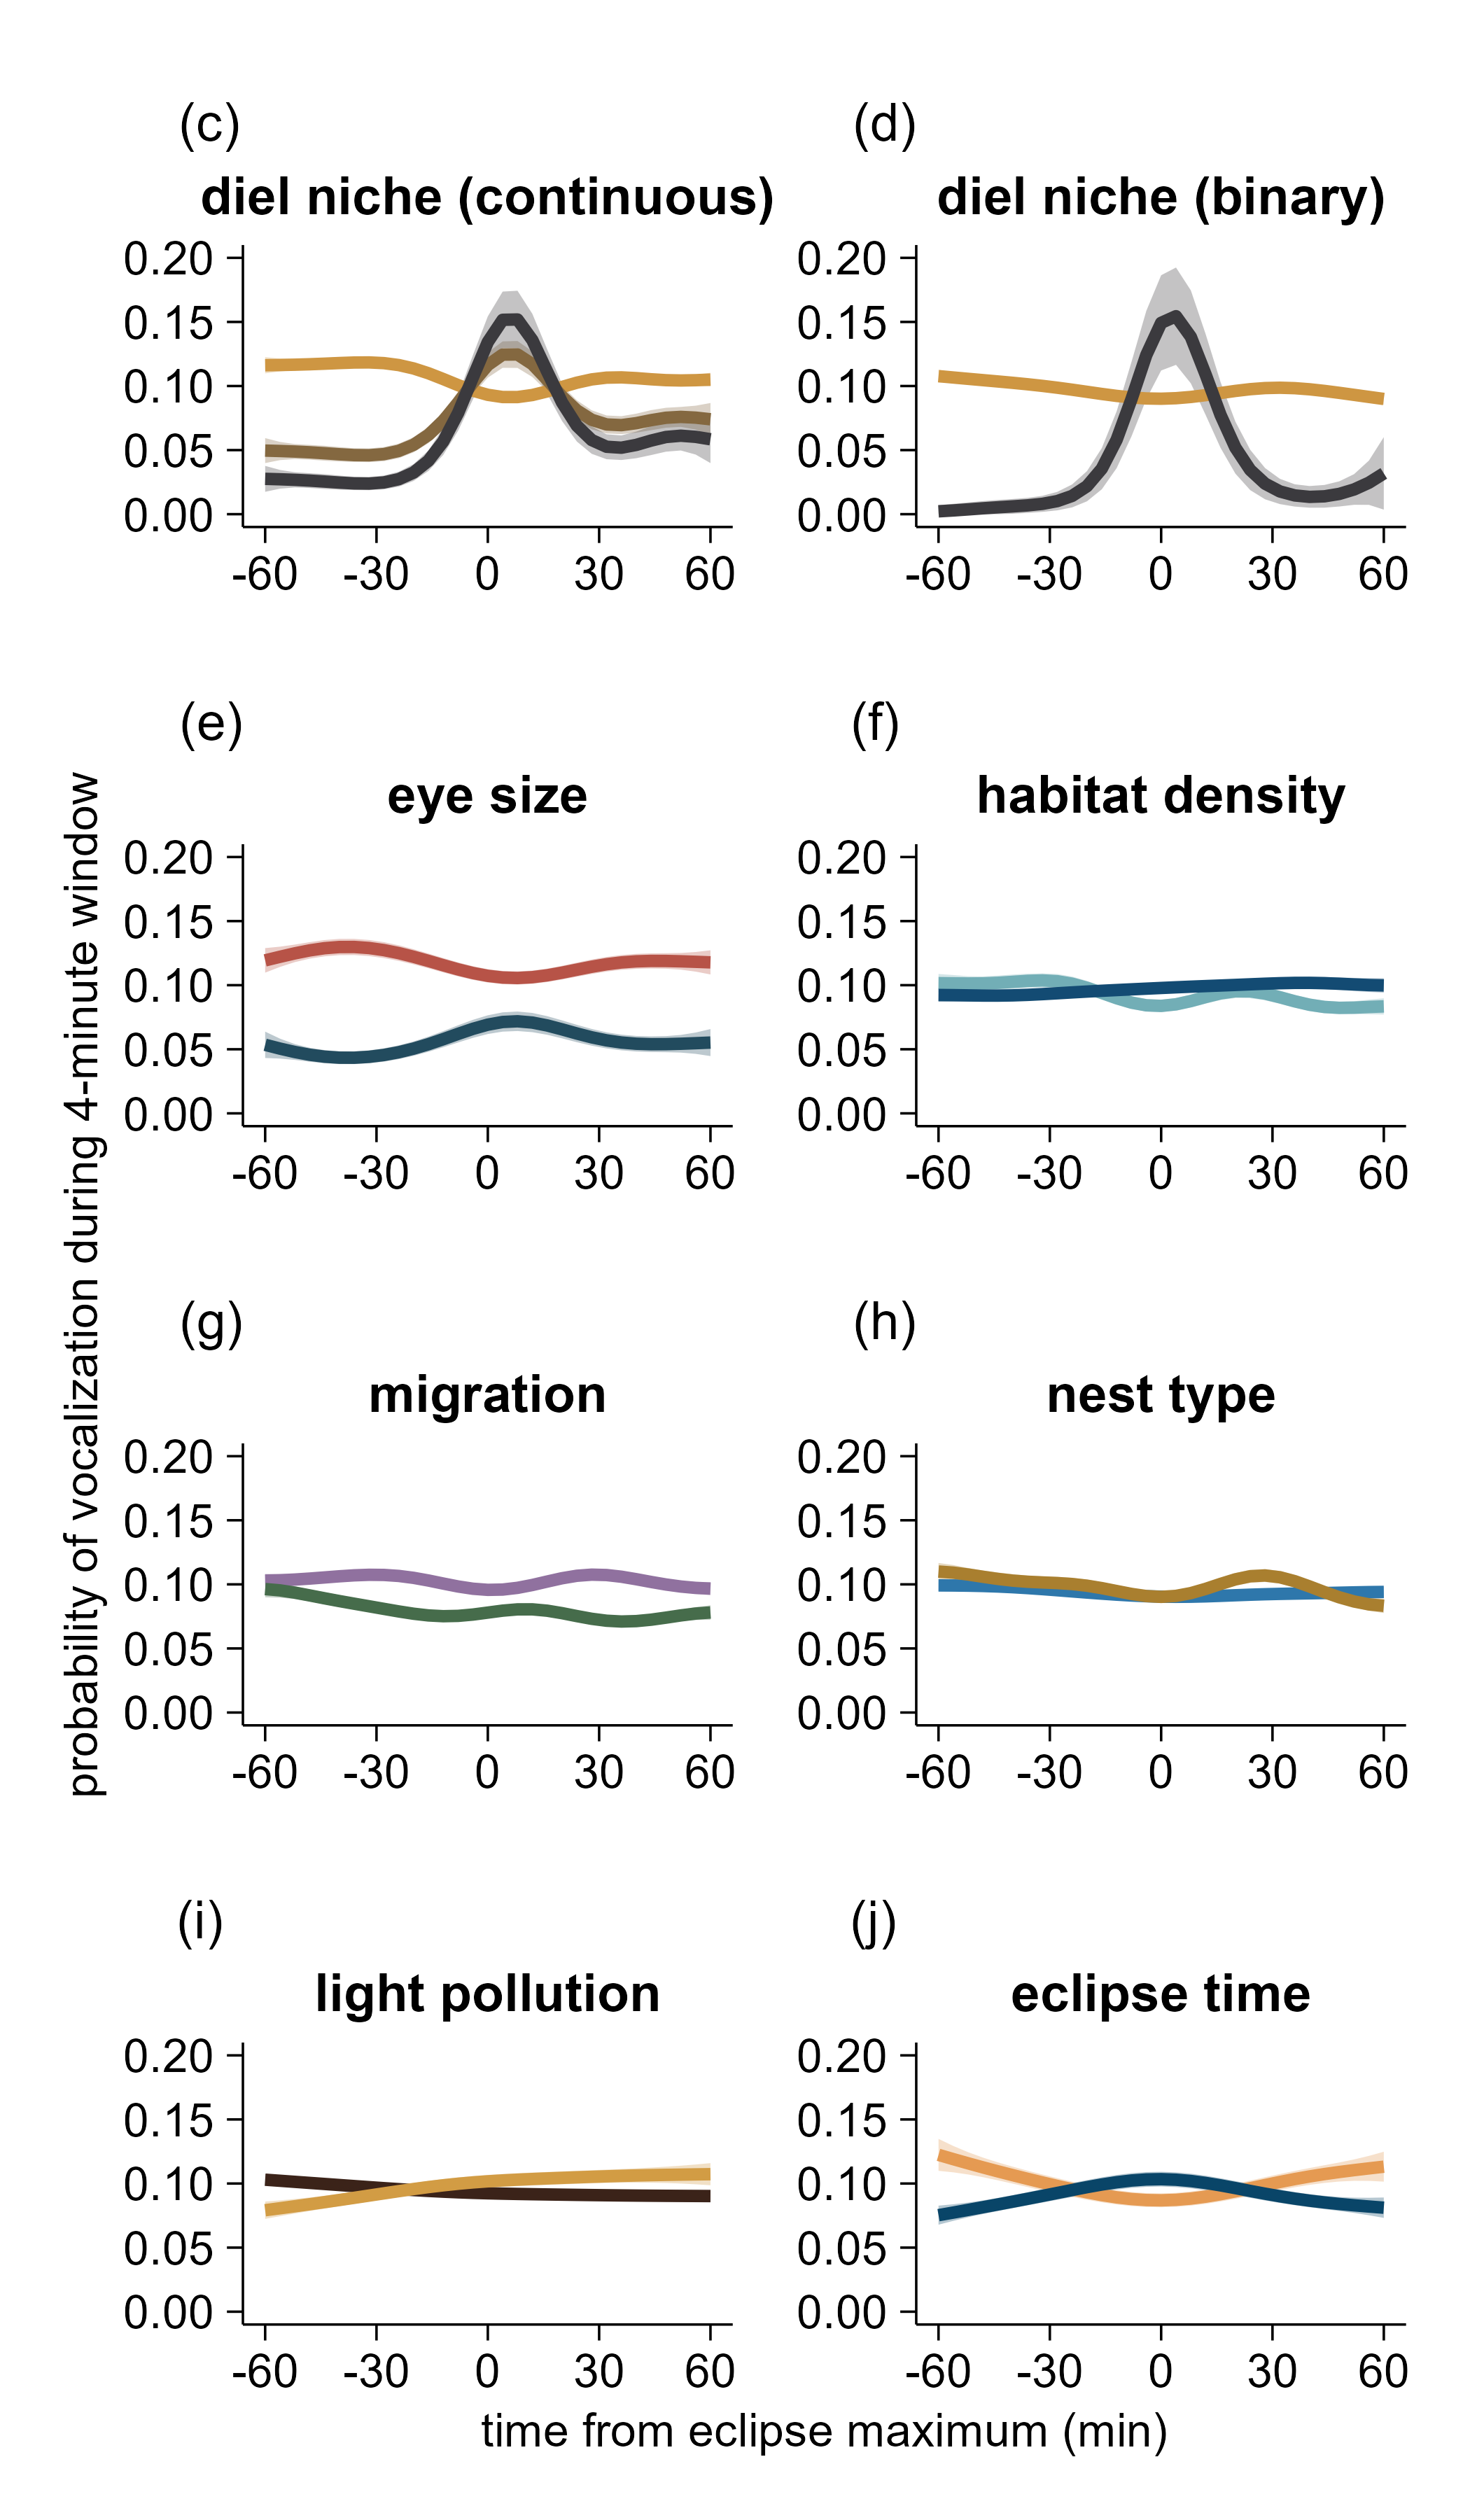 (c) (d)
diel niche (continuous) diel niche (binary)
0.20 0.20
0.15 0.15
0.10 0.10
0.05 0.05
0.00 0.00
-60 -30 0 30 60 -60 -30 0 30 60
(e) (f)
eye size habitat density
0.20 0.20
0.15 0.15
0.10 0.10
0.05 0.05
0.00 0.00
-60 -30 0 30 60 -60 -30 0 30 60
probability of vocalization during 4-minute window
(g) (h)
migration nest type
0.20 0.20
0.15 0.15
0.10 0.10
0.05 0.05
0.00 0.00
-60 -30 0 30 60 -60 -30 0 30 60
(i) (j)
light pollution eclipse time
0.20 0.20
0.15 0.15
0.10 0.10
0.05 0.05
0.00 0.00
-60 -30 0 30 60 -60 -30 0 30 60
time from eclipse maximum (min)